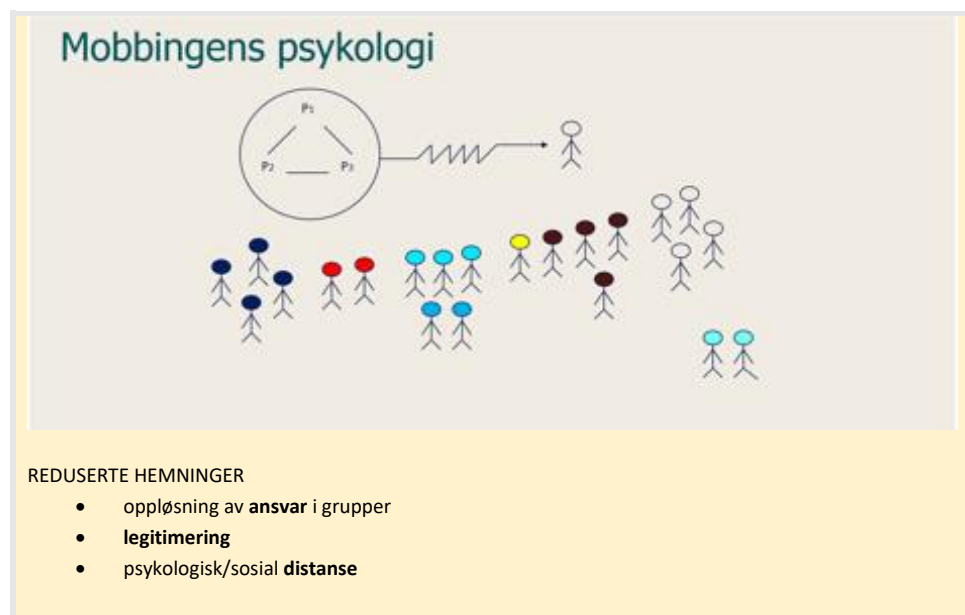 Mobbingens psykologi
P1
P2
P3
REDUSERTE HEMNINGER
• oppløsning av ansvar i grupper
• legitimering
• psykologisk/sosial distanse